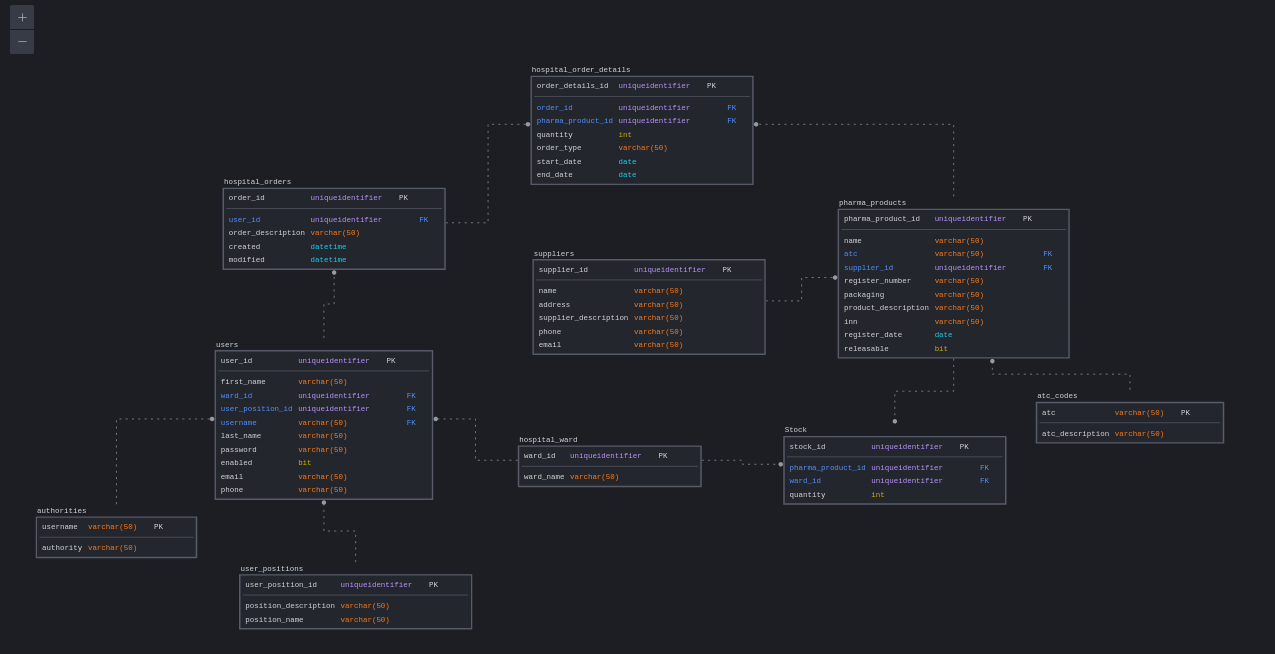 +
−
hospital_order_details
order_details_id uniqueidentifier PK
order_id uniqueidentifier FK
pharma_product_id uniqueidentifier FK
quantity int
order_type varchar(50)
start_date date
end_date date
hospital_orders
order_id uniqueidentifier PK
user_id uniqueidentifier FK
order_description varchar(50)
created datetime
modified datetime
pharma_products
pharma_product_id uniqueidentifier PK
name varchar(50)
atc varchar(50) FK
supplier_id uniqueidentifier FK
register_number varchar(50)
packaging varchar(50)
product_description varchar(50)
inn varchar(50)
register_date date
releasable bit
suppliers
supplier_id uniqueidentifier PK
name varchar(50)
address varchar(50)
supplier_description varchar(50)
phone varchar(50)
email varchar(50)
users
user_id uniqueidentifier PK
first_name varchar(50)
ward_id uniqueidentifier FK
user_position_id uniqueidentifier FK
username varchar(50) FK
last_name varchar(50)
password varchar(50)
enabled bit
email varchar(50)
phone varchar(50)
atc_codes
atc varchar(50) PK
atc_description varchar(50)
Stock
stock_id uniqueidentifier PK
pharma_product_id uniqueidentifier FK
ward_id uniqueidentifier FK
quantity int
hospital_ward
ward_id uniqueidentifier PK
ward_name varchar(50)
authorities
username varchar(50) PK
authority varchar(50)
user_positions
user_position_id uniqueidentifier PK
position_description varchar(50)
position_name varchar(50)